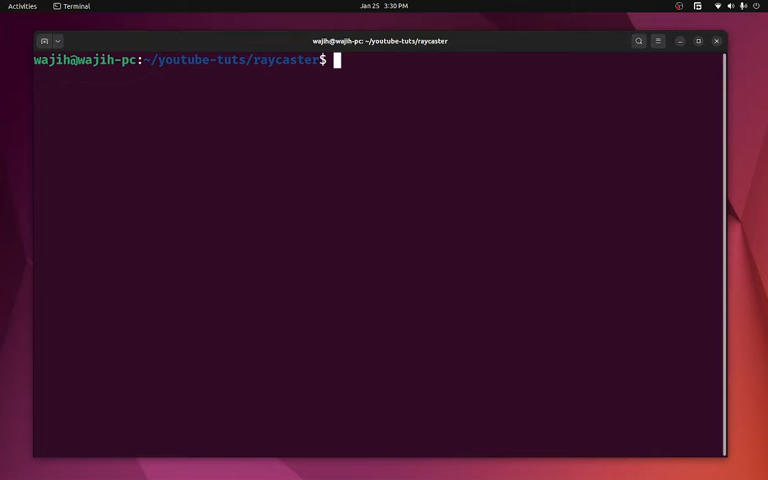 Activities Terminal Jan 25 3:30 PM
wajih@wajih-pc: ~/youtube-tuts/raycaster
wajih@wajih-pc:~/youtube-tuts/raycaster$